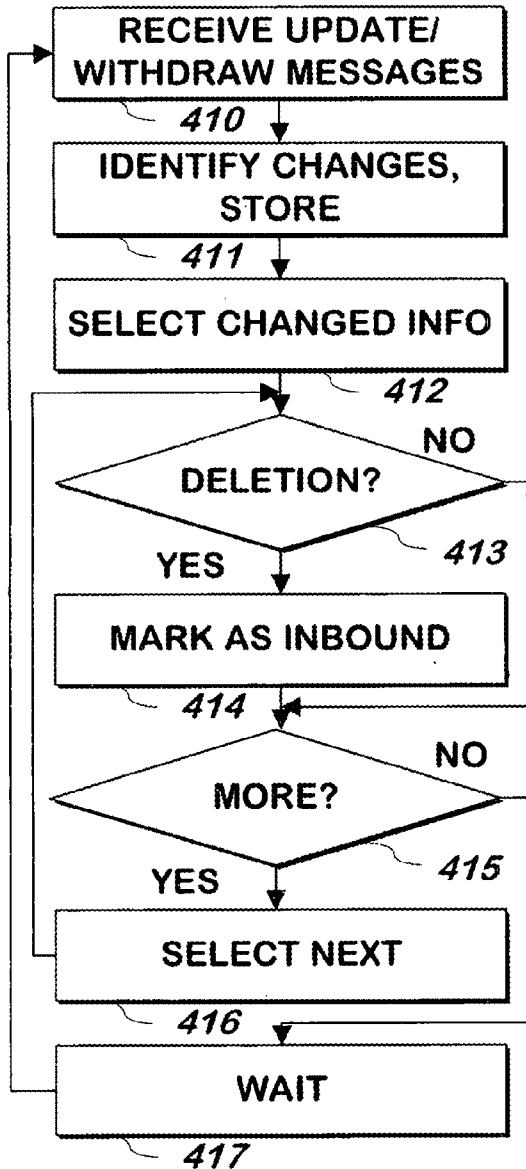 RECEIVE UPDATE/
WITHDRAW MESSAGES
410
IDENTIFY CHANGES,
STORE
411
SELECT CHANGED INFO
412
NO
DELETION?
413
YES
MARK AS INBOUND
414
NO
MORE?
415
YES
SELECT NEXT
416
WAIT
417